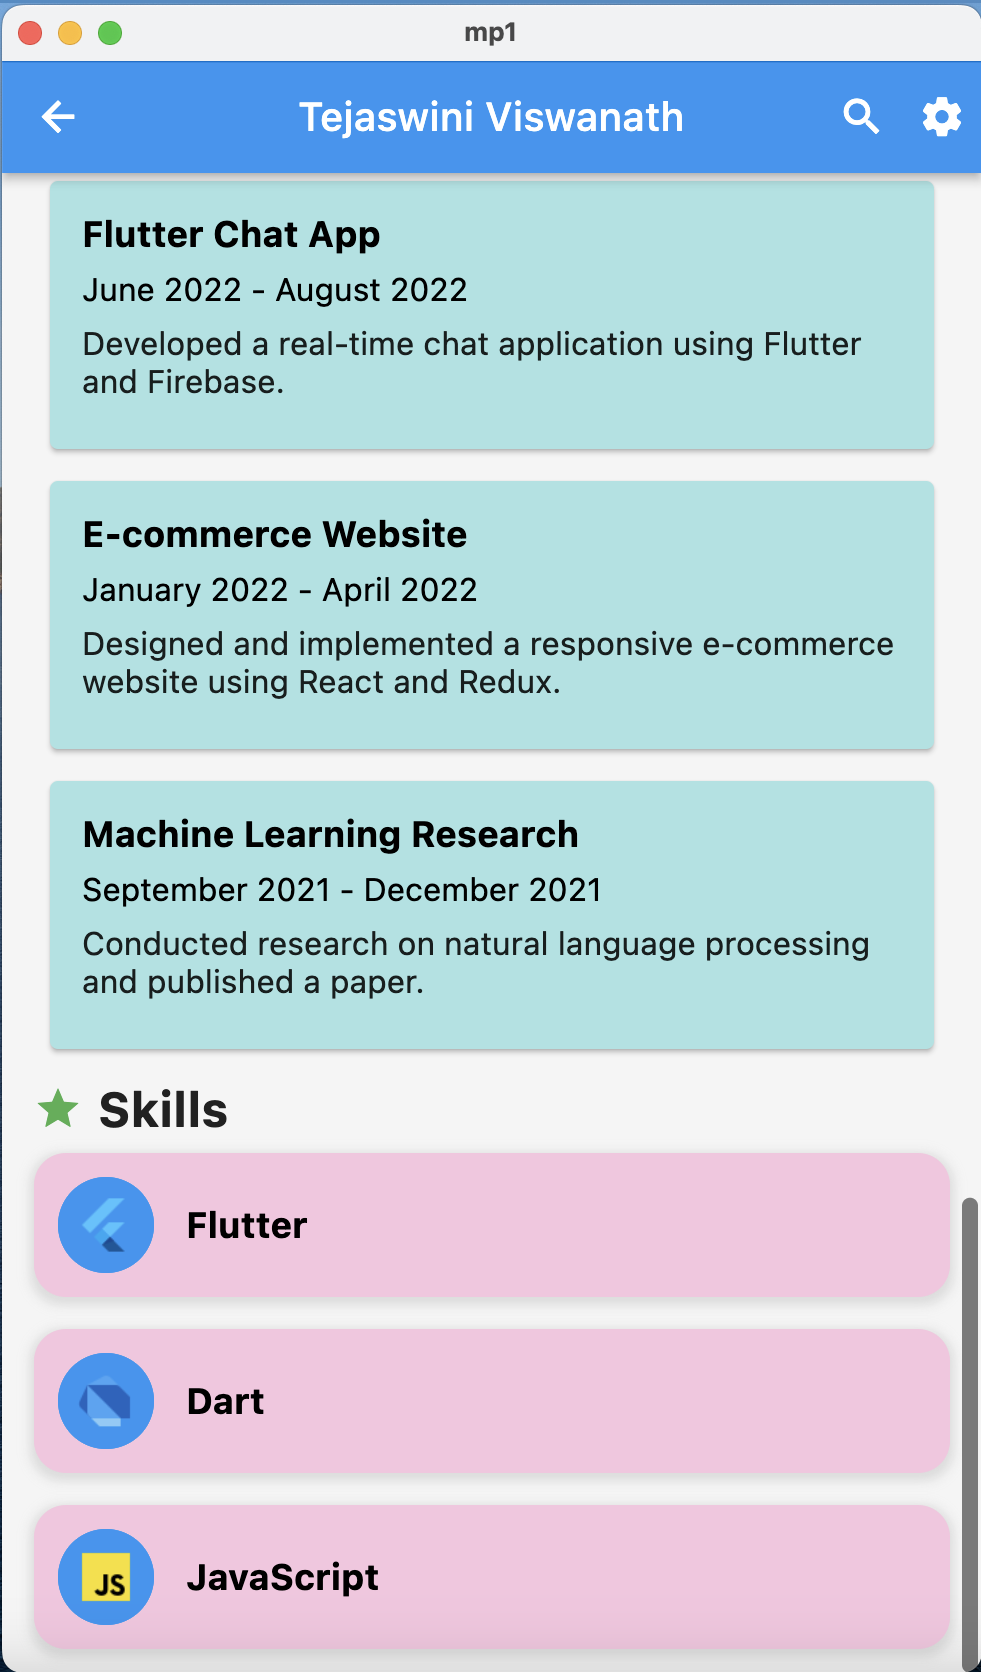 mp1
Tejaswini Viswanath
Flutter Chat App
June 2022 - August 2022
Developed a real-time chat application using Flutter
and Firebase.
E-commerce Website
January 2022 - April 2022
Designed and implemented a responsive e-commerce
website using React and Redux.
Machine Learning Research
September 2021 - December 2021
Conducted research on natural language processing
and published a paper.
Skills
Flutter
Dart
JS
JavaScript